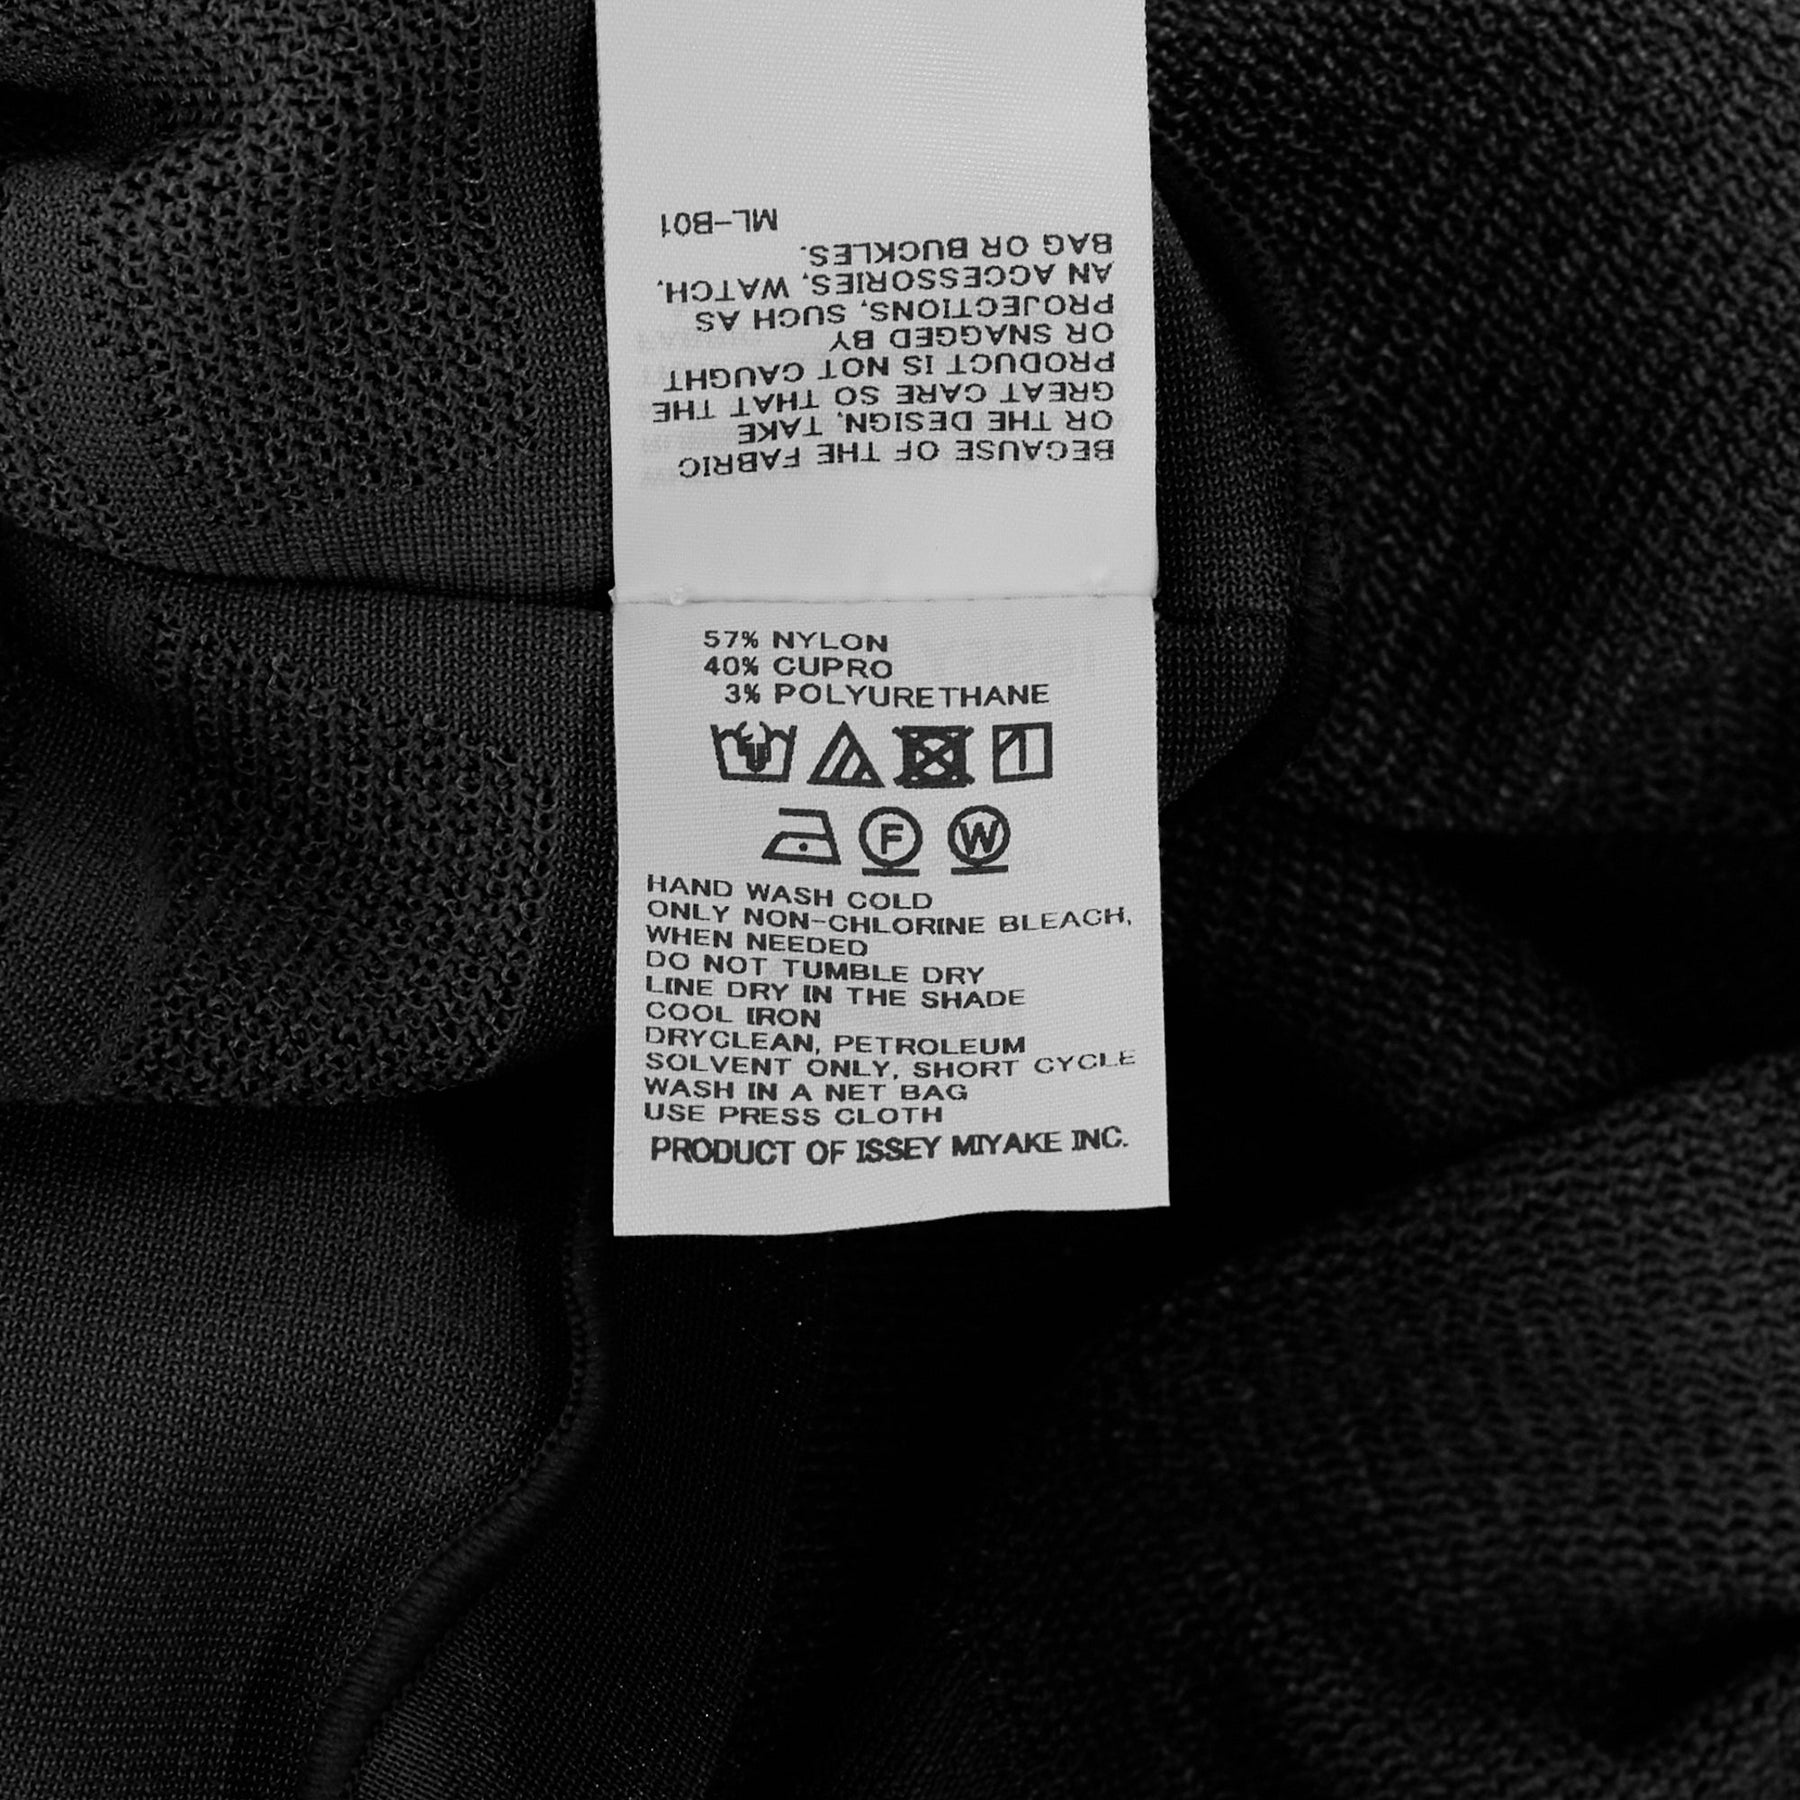 BECAUSE OF THE FABRIC
OR THE DESIGN, TAKE
GREAT CARE SO THAT THE
PRODUCT IS NOT CAUGHT
OR SNAGGED BY
PROJECTIONS, SUCH AS
AN ACCESSORIES, WATCH,
BAG OR BUCKLES.
ML-B01
57% NYLON
40% CUPRO
3% POLYURETHANE
F W
HAND WASH COLD
ONLY NON-CHLORINE BLEACH,
WHEN NEEDED
DO NOT TUMBLE DRY
LINE DRY IN THE SHADE
COOL IRON
DRYCLEAN, PETROLEUM
SOLVENT ONLY, SHORT CYCLE
WASH IN A NET BAG
USE PRESS CLOTH
PRODUCT OF ISSEY MIYAKE INC.